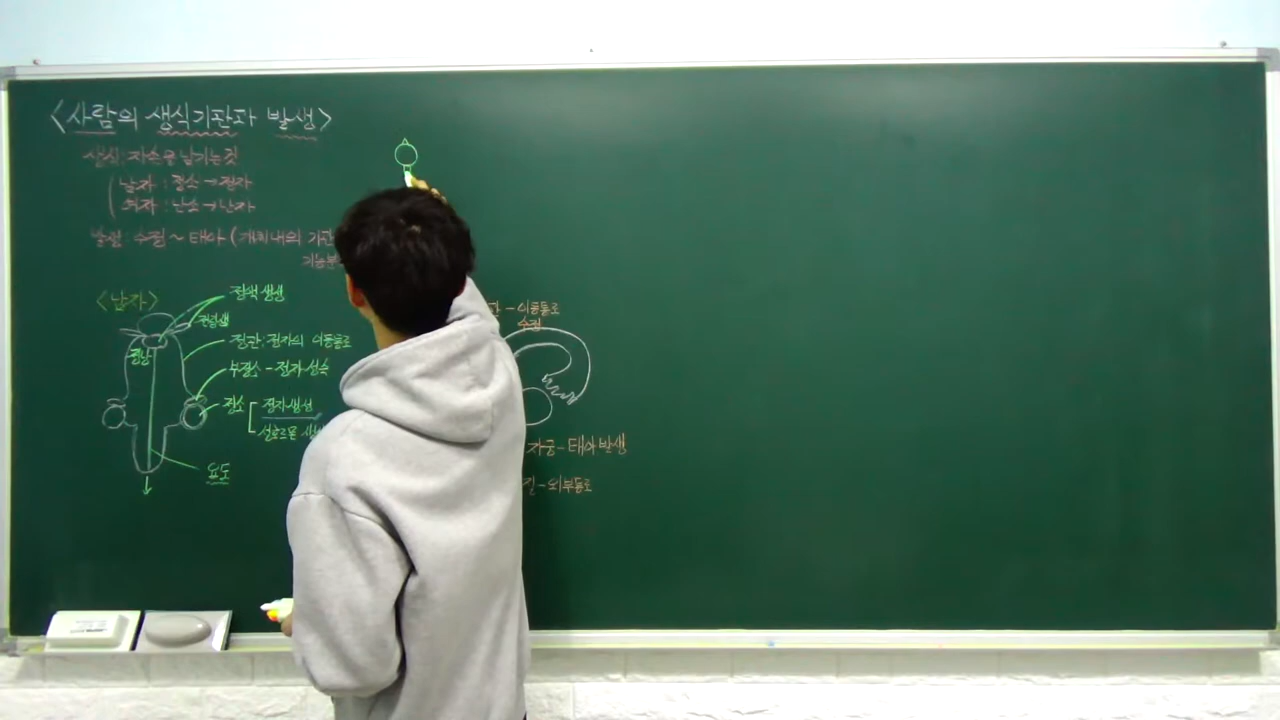 <사람의 생식기관과 발생>
생식:자손을 남기는것
남자 : 정소→정자
여자 : 난소→난자
발생: 수정~태아(개체내의 기관
기능분
<남자>
정액 생성
전립샘
정낭
정관:정자의 이동통로
부정소-정자 성숙
정소
정자생성
성호르몬 생성
요도
관-이동통로
수정
자궁-태아발생
질-외부통로